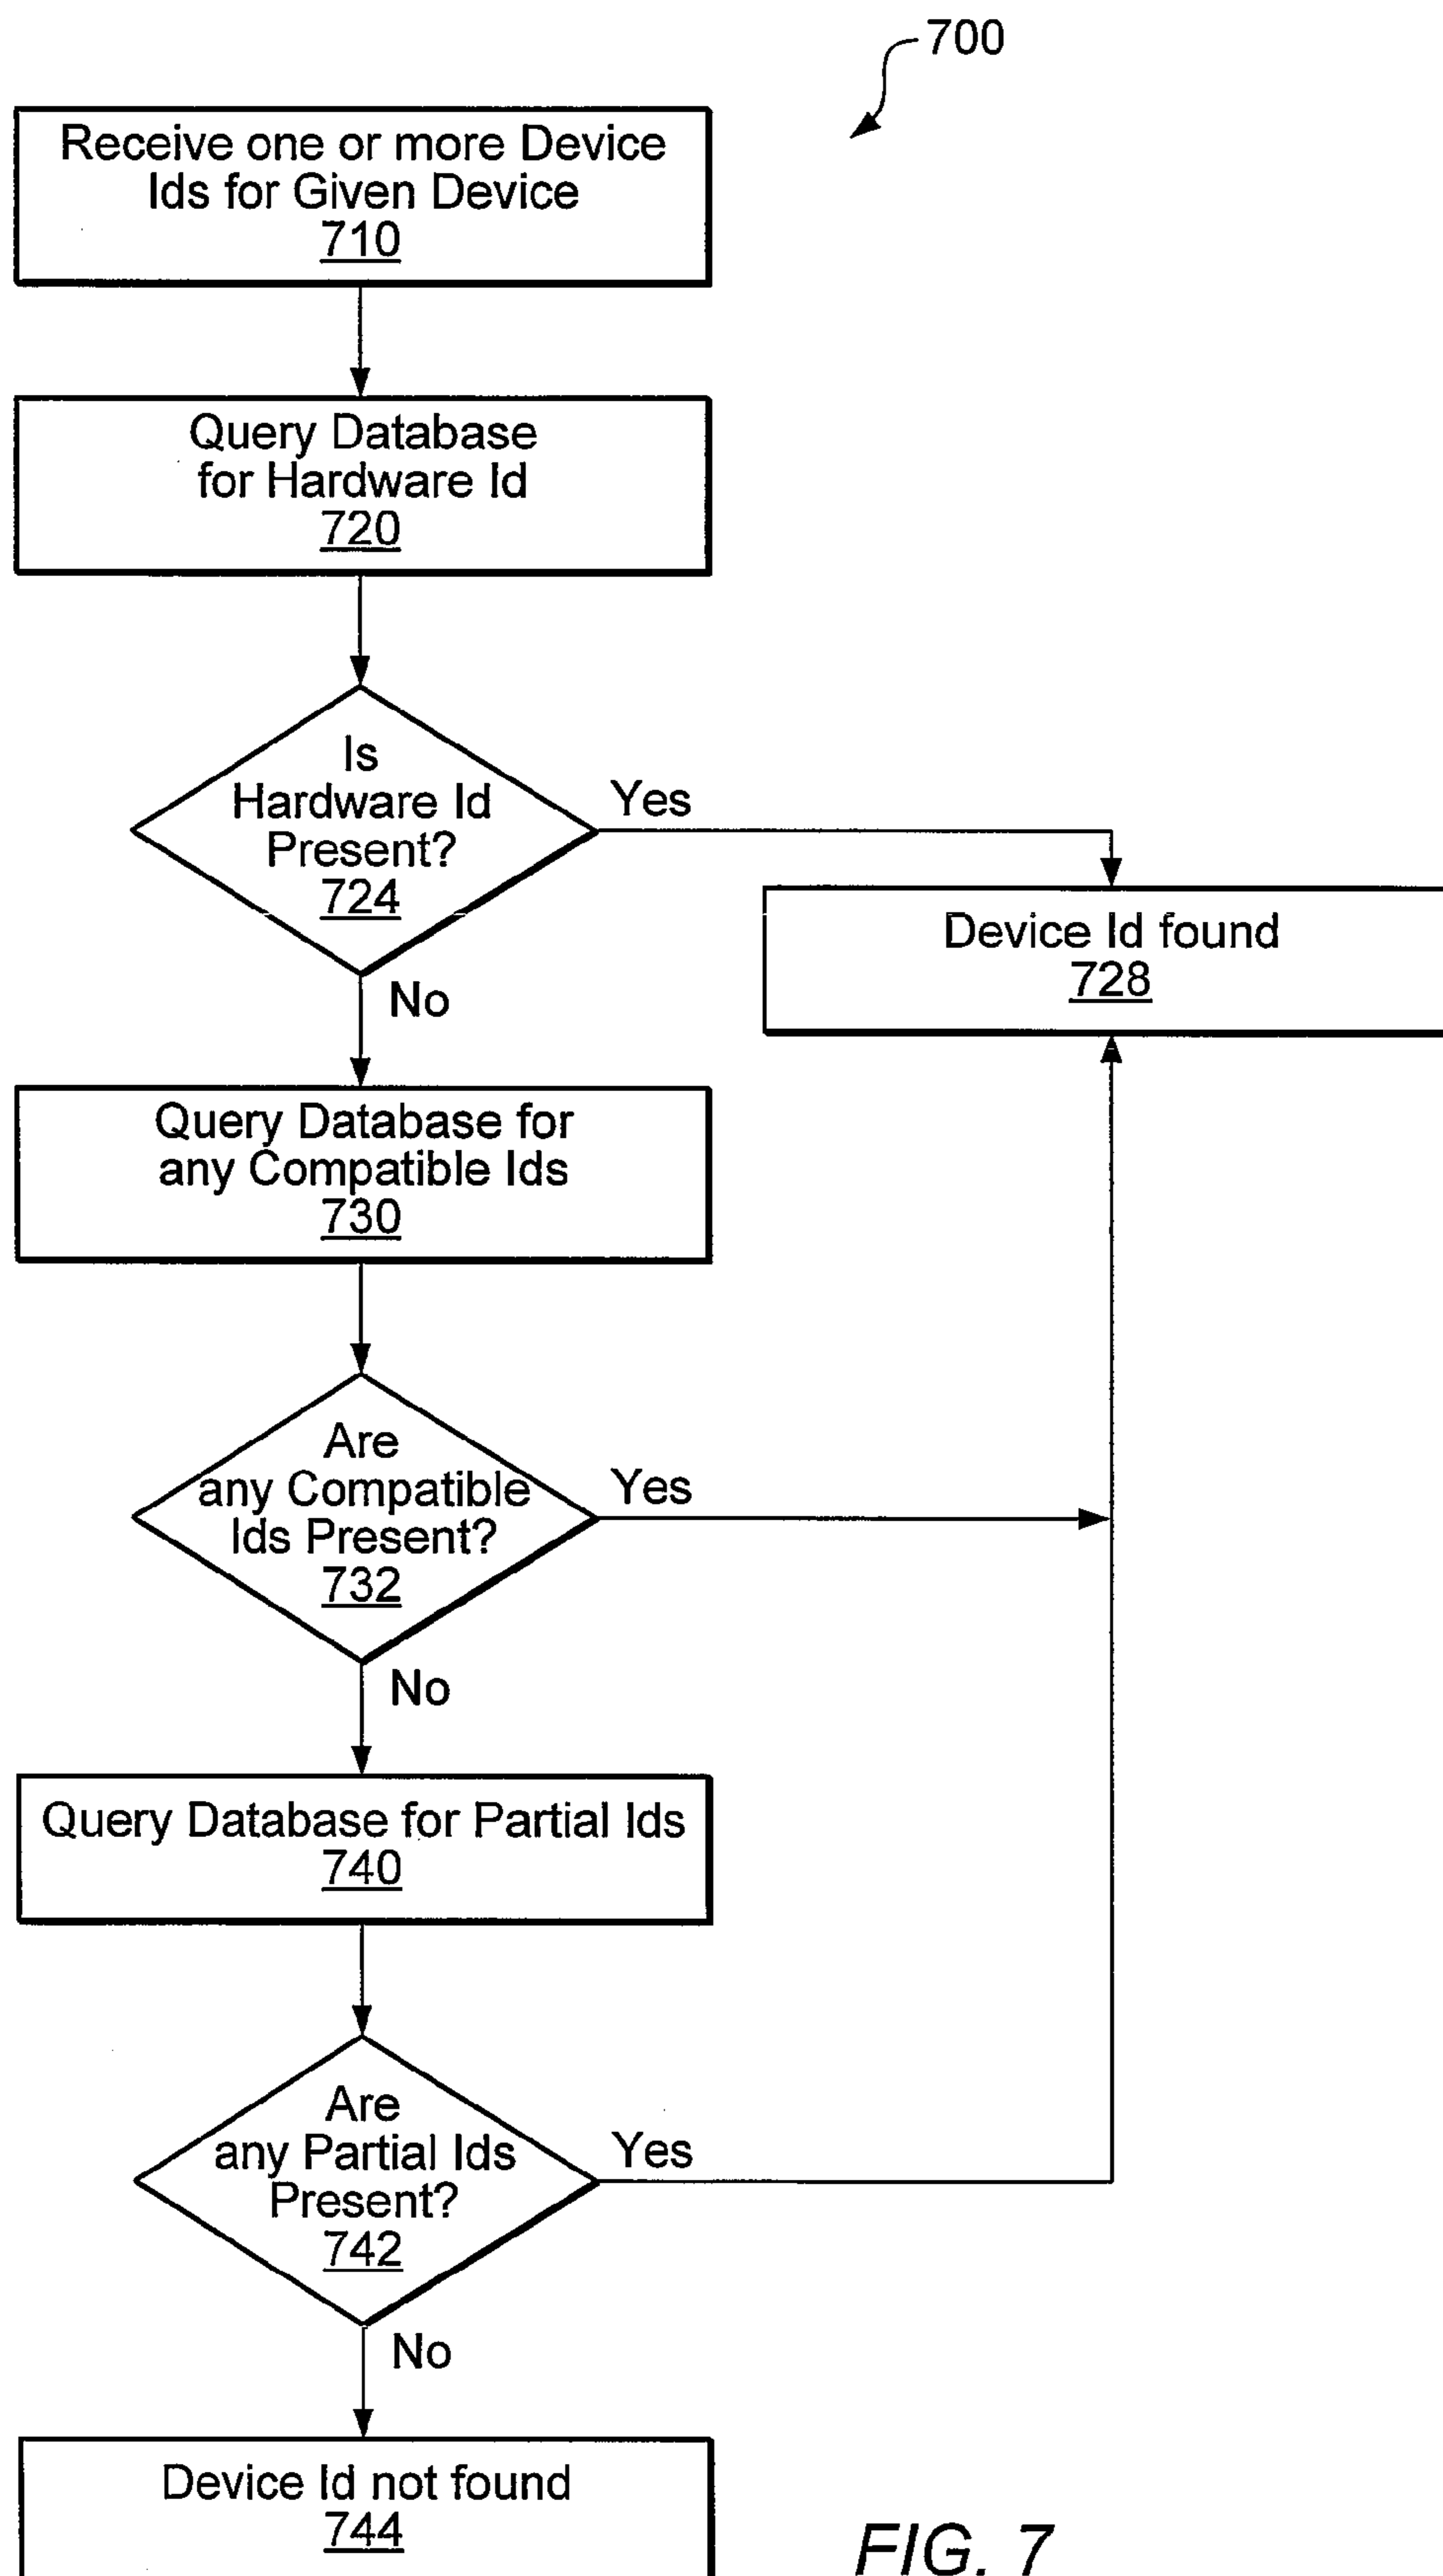 700
Receive one or more Device
Ids for Given Device
710
Query Database
for Hardware Id
720
Is
Hardware Id
Present?
724
Yes
No
Device Id found
728
Query Database for
any Compatible Ids
730
Are
any Compatible
Ids Present?
732
Yes
No
Query Database for Partial Ids
740
Are
any Partial Ids
Present?
742
Yes
No
Device Id not found
744
FIG. 7